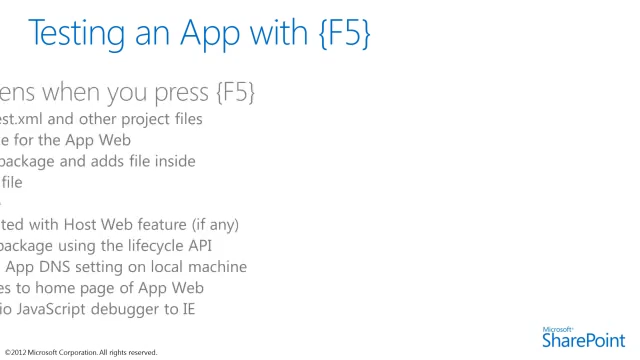 Testing an App with {F5}
ens when you press {F5}
est.xml and other project files
e for the App Web
package and adds file inside
file
ted with Host Web feature (if any)
package using the lifecycle API
App DNS setting on local machine
es to home page of App Web
io JavaScript debugger to IE
Microsoft®
SharePoint
©2012 Microsoft Corporation. All rights reserved.